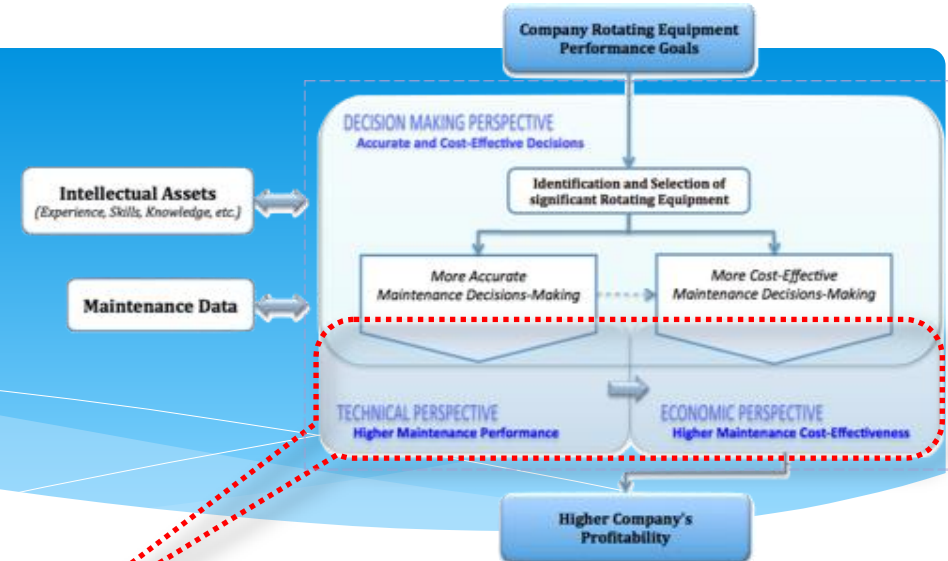 Company Rotating Equipment
Performance Goals
DECISION MAKING PERSPECTIVE
Accurate and Cost-Effective Decisions
Intellectual Assets
(Experience, Skills, Knowledge, etc.)
Identification and Selection of
significant Rotating Equipment
More Accurate
Maintenance Decisions-Making
More Cost-Effective
Maintenance Decisions-Making
Maintenance Data
TECHNICAL PERSPECTIVE
Higher Maintenance Performance
ECONOMIC PERSPECTIVE
Higher Maintenance Cost-Effectiveness
Higher Company's
Profitability